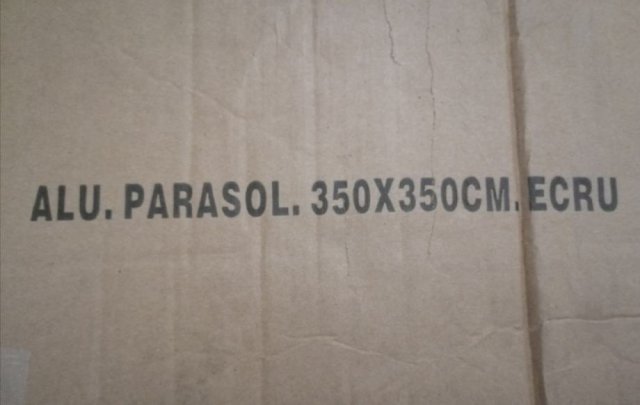 ALU. PARASOL. 350X350CM. ECRU